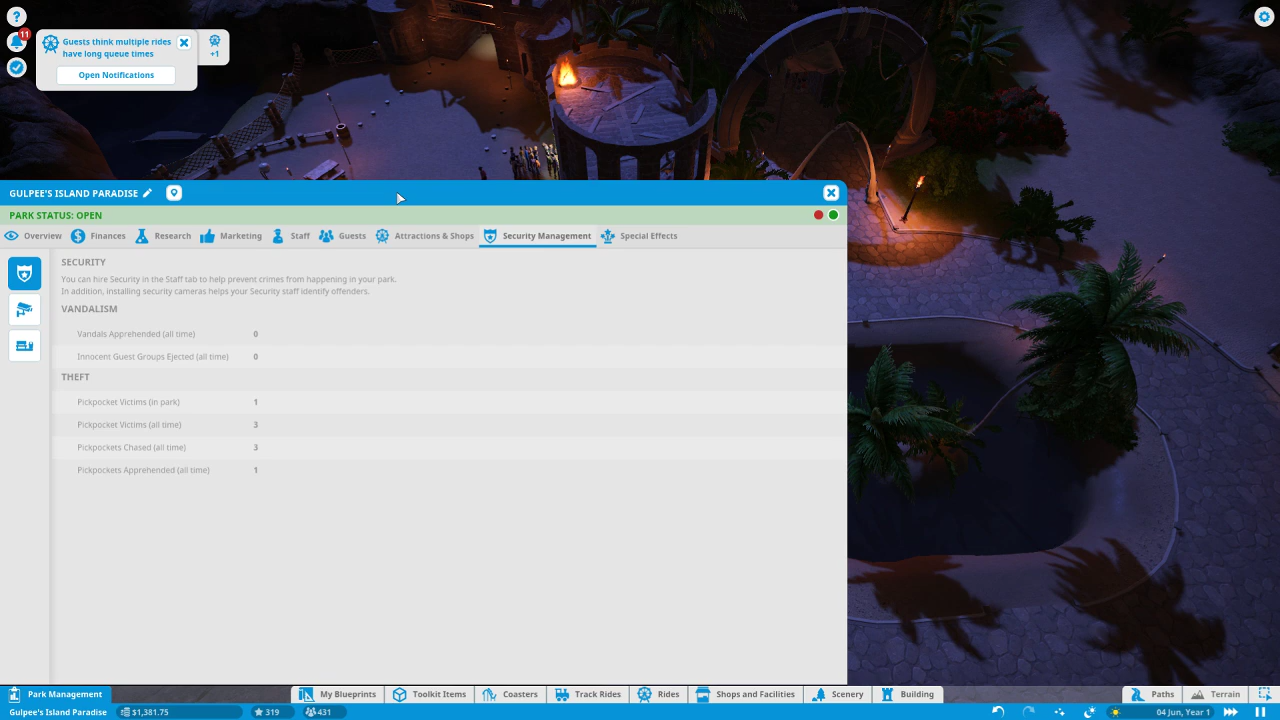 ?
11
Guests think multiple rides
have long queue times
+1
Open Notifications
GULPEE'S ISLAND PARADISE
PARK STATUS: OPEN
Overview
Finances
Research
Marketing
Staff
Guests
Attractions & Shops
Security Management
Special Effects
SECURITY
You can hire Security in the Staff tab to help prevent crimes from happening in your park.
In addition, installing security cameras helps your Security staff identify offenders.
VANDALISM
Vandals Apprehended (all time) 0
Innocent Guest Groups Ejected (all time) 0
THEFT
Pickpocket Victims (in park) 1
Pickpocket Victims (all time) 3
Pickpockets Chased (all time) 3
Pickpockets Apprehended (all time) 1
Park Management
My Blueprints
Toolkit Items
Coasters
Track Rides
Rides
Shops and Facilities
Scenery
Building
Paths
Terrain
Gulpee's Island Paradise
$1,381.75
319
431
04 Jun, Year 1